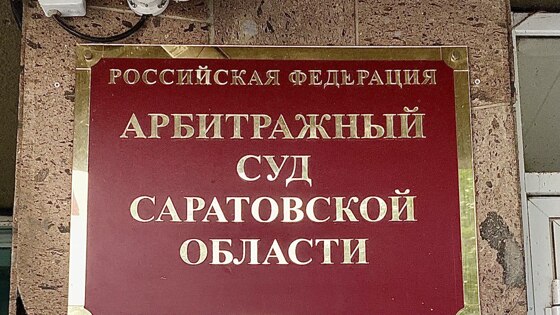 РОССИЙСКАЯ ФЕДЕРАЦИЯ
АРБИТРАЖНЫЙ
СУД
САРАТОВСКОЙ
ОБЛАСТИ